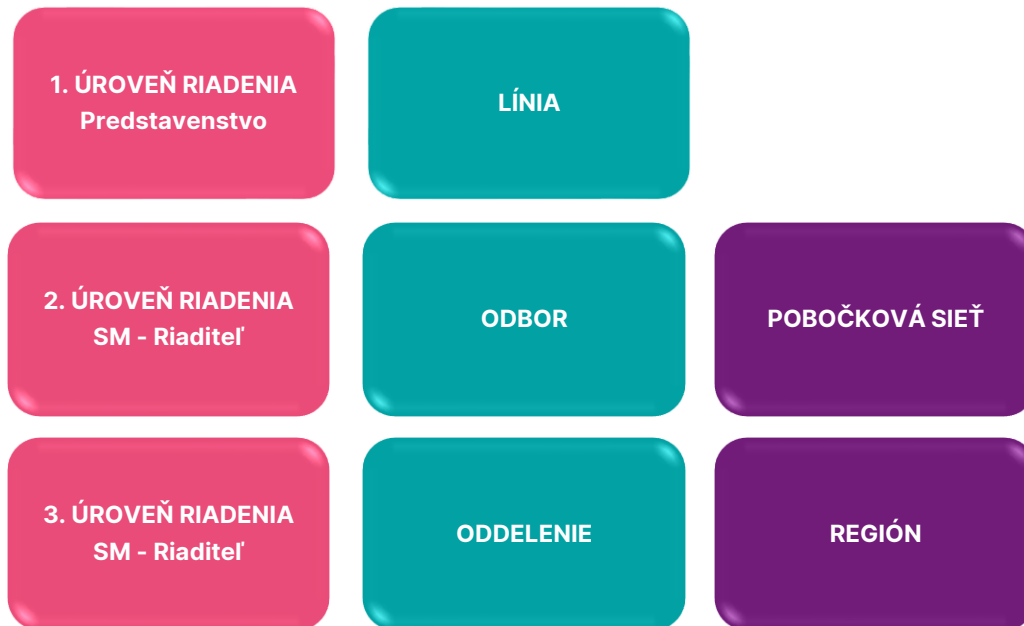 1. ÚROVEŇ RIADENIA
Predstavenstvo
LÍNIA
2. ÚROVEŇ RIADENIA
SM - Riaditeľ
ODBOR
POBOČKOVÁ SIEŤ
3. ÚROVEŇ RIADENIA
SM - Riaditeľ
ODDELENIE
REGIÓN